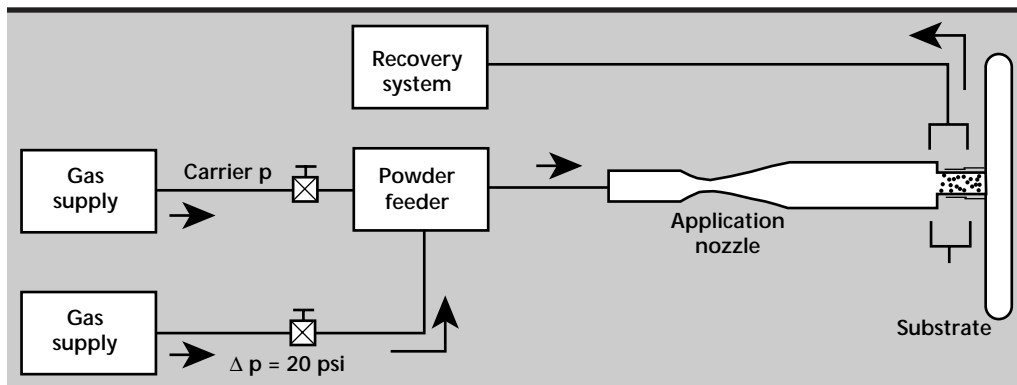 Recovery
system
Gas
supply
Carrier p
Powder
feeder
Application
nozzle
Gas
supply
Δ p = 20 psi
Substrate